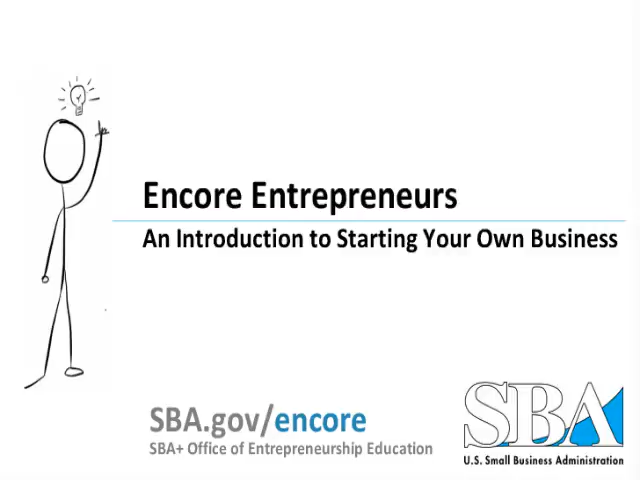 Encore Entrepreneurs
An Introduction to Starting Your Own Business
SBA.gov/encore
SBA+ Office of Entrepreneurship Education
SBA
U.S. Small Business Administration